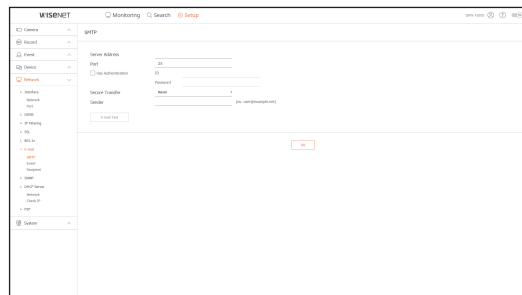 WISENET
Monitoring Search Setup
Camera
SMTP
Record
Event
Server Address
Device
Port 25
Use Authentication ID
Network
Password
Interface
Secure Transfer Never
Network
Port
Sender (ex. user@example.net)
DDNS
IP Filtering
E-mail Test
SSL
802.1x
E-mail
OK
SMTP
Event
Recipient
SNMP
DHCP Server
Network
Check IP
P2P
System